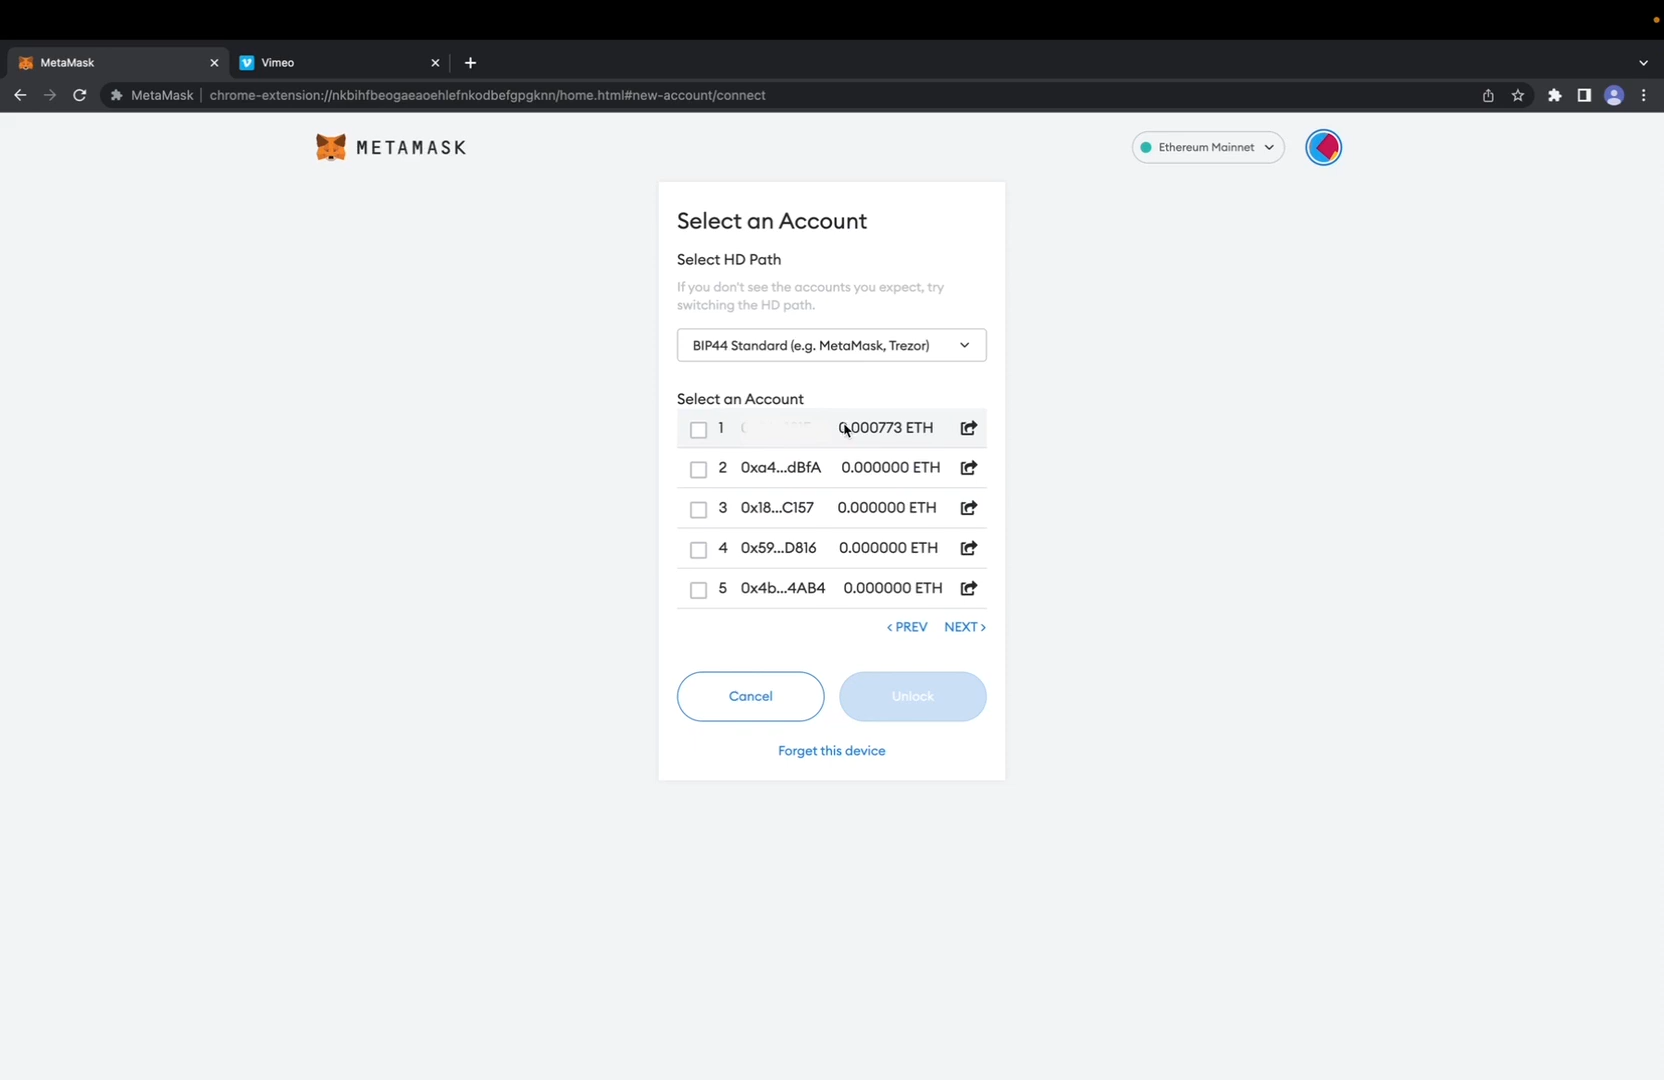 MetaMask
Vimeo
MetaMask | chrome-extension://nkbihfbeogaeaoehlefnkodbefgpgknn/home.html#new-account/connect
METAMASK
Ethereum Mainnet
Select an Account
Select HD Path
If you don't see the accounts you expect, try
switching the HD path.
BIP44 Standard (e.g. MetaMask, Trezor)
Select an Account
1 0.000773 ETH
2 0xa4...dBfA 0.000000 ETH
3 0x18...C157 0.000000 ETH
4 0x59...D816 0.000000 ETH
5 0x4b...4AB4 0.000000 ETH
< PREV NEXT >
Cancel Unlock
Forget this device